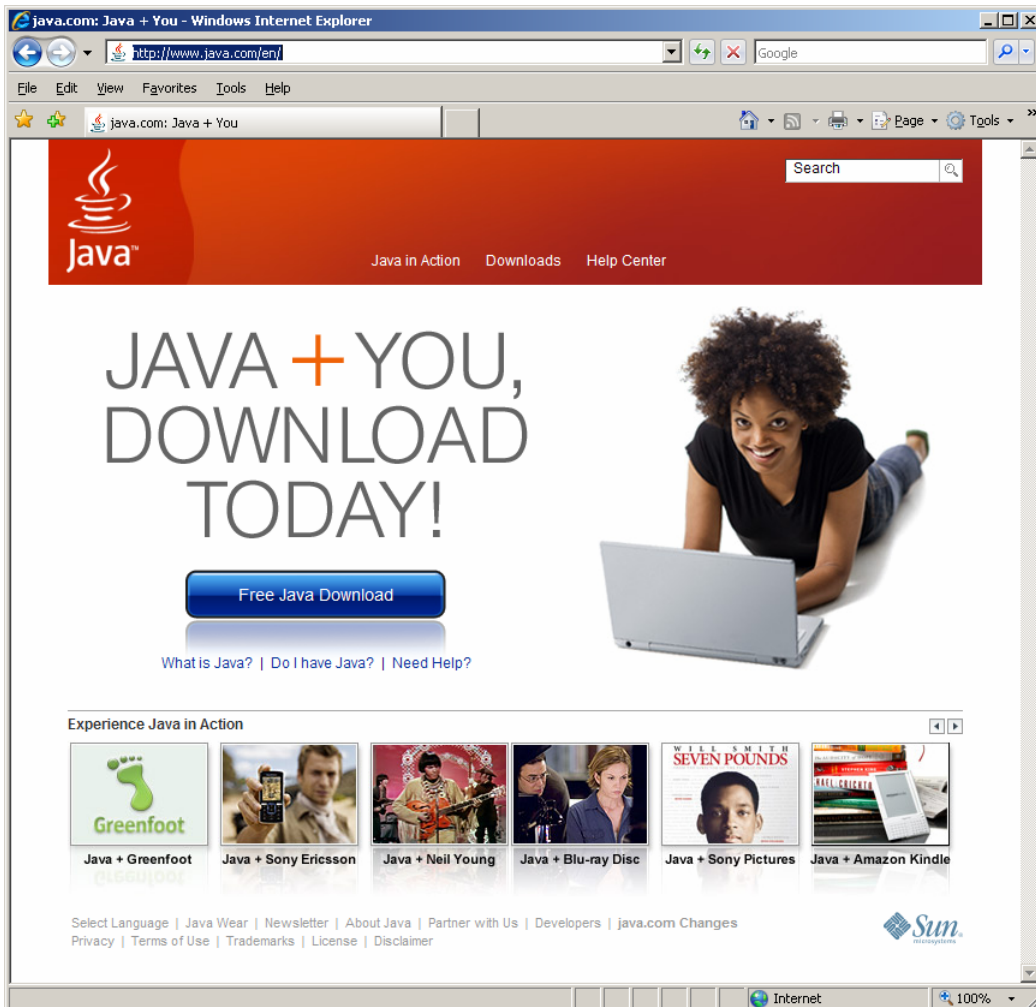 java.com: Java + You - Windows Internet Explorer
http://www.java.com/en/
Google
File Edit View Favorites Tools Help
java.com: Java + You
Page Tools »
Search
Java™
Java in Action Downloads Help Center
JAVA + YOU,
DOWNLOAD
TODAY!
Free Java Download
What is Java? | Do I have Java? | Need Help?
Experience Java in Action
Greenfoot
WILL SMITH
SEVEN POUNDS
STEPHEN KING
Java + Greenfoot Java + Sony Ericsson Java + Neil Young Java + Blu-ray Disc Java + Sony Pictures Java + Amazon Kindle
Select Language | Java Wear | Newsletter | About Java | Partner with Us | Developers | java.com Changes
Privacy | Terms of Use | Trademarks | License | Disclaimer
Sun
microsystems
Internet
100%